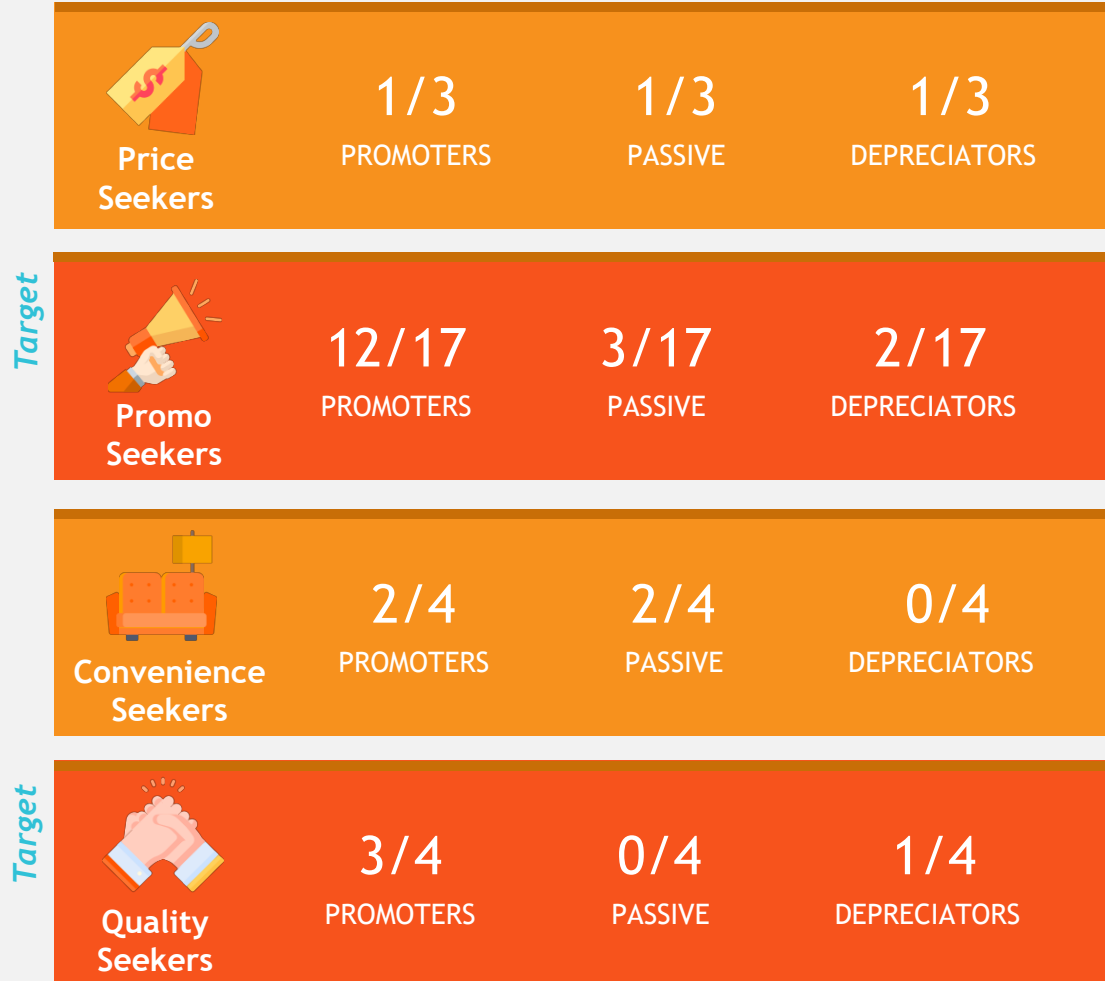 1/3
1/3
1/3
PROMOTERS
PASSIVE
DEPRECIATORS
Price
Seekers
Target
12/17
3/17
2/17
PROMOTERS
PASSIVE
DEPRECIATORS
Promo
Seekers
2/4
2/4
0/4
PROMOTERS
PASSIVE
DEPRECIATORS
Convenience
Seekers
Target
3/4
0/4
1/4
PROMOTERS
PASSIVE
DEPRECIATORS
Quality
Seekers